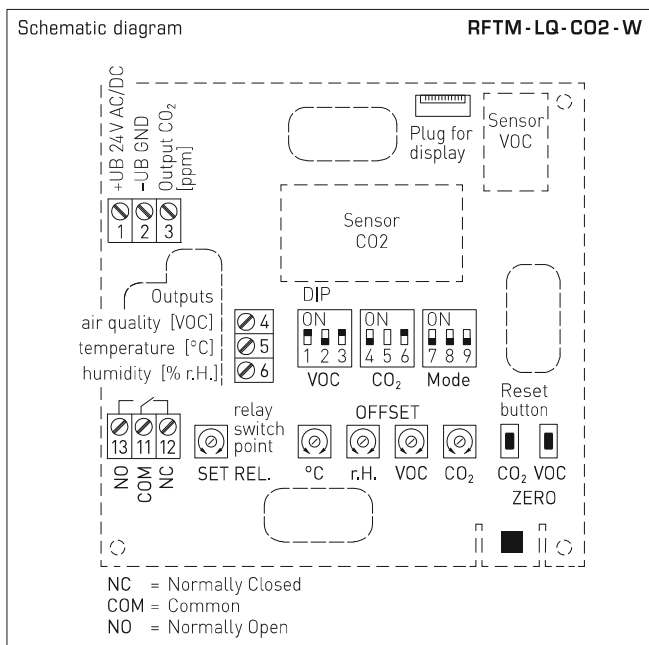 Schematic diagram
RFTM-LQ-CO2-W
+UB 24V AC/DC
-UB GND
Output CO₂
[ppm]
1 2 3
Plug for
display
Sensor
VOC
Sensor
CO2
Outputs
air quality [VOC]
temperature [°C]
humidity [% r.H.]
4
5
6
DIP
ON
1 2 3
VOC
ON
4 5 6
CO₂
ON
7 8 9
Mode
13 11 12
NO
COM
NC
relay
switch
point
SET REL.
OFFSET
°C r.H. VOC CO₂
Reset
button
CO₂ VOC
ZERO
NC = Normally Closed
COM = Common
NO = Normally Open